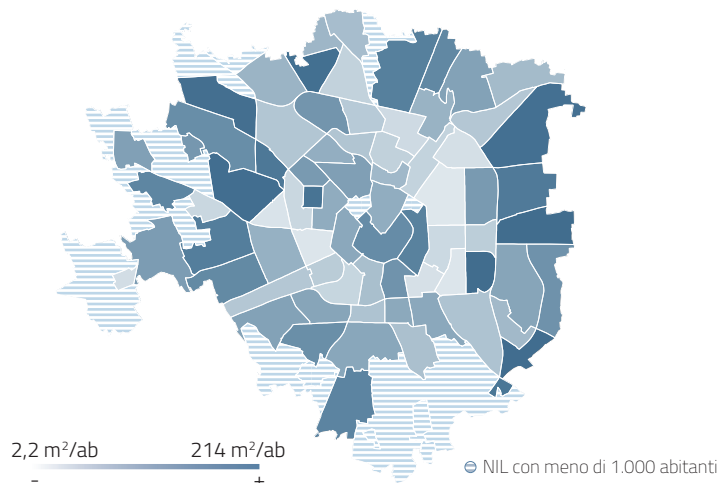 2,2 m²/ab 214 m²/ab
- +
NIL con meno di 1.000 abitanti